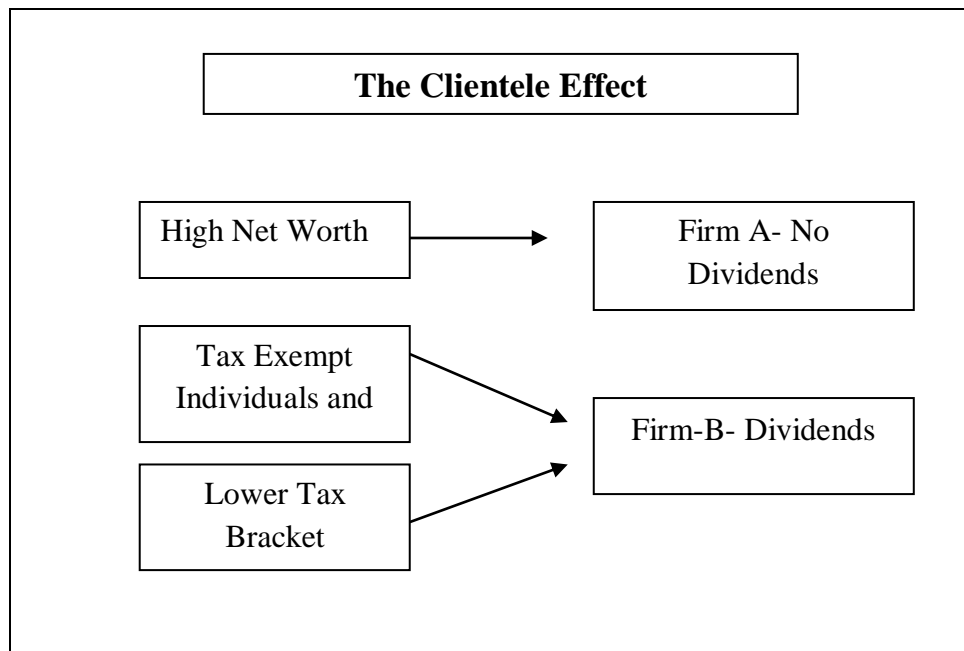 The Clientele Effect
High Net Worth
Firm A- No
Dividends
Tax Exempt
Individuals and
Firm-B- Dividends
Lower Tax
Bracket